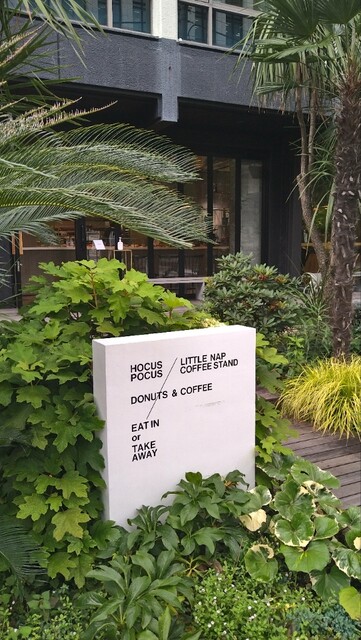 HOCUS
POCUS
LITTLE NAP
COFFEE STAND
DONUTS & COFFEE
EAT IN
or
TAKE
AWAY